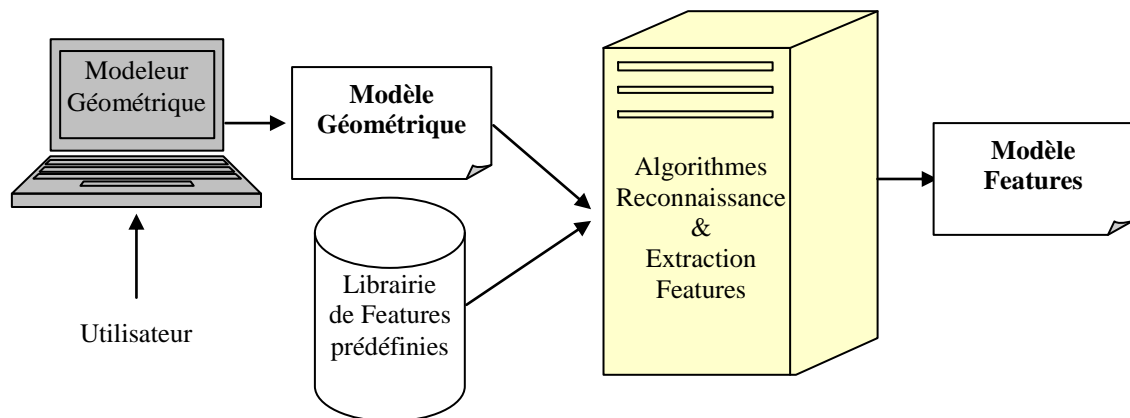 Modeleur
Géométrique
Modèle
Géométrique
Utilisateur
Librairie
de Features
prédéfinies
Algorithmes
Reconnaissance
&
Extraction
Features
Modèle
Features